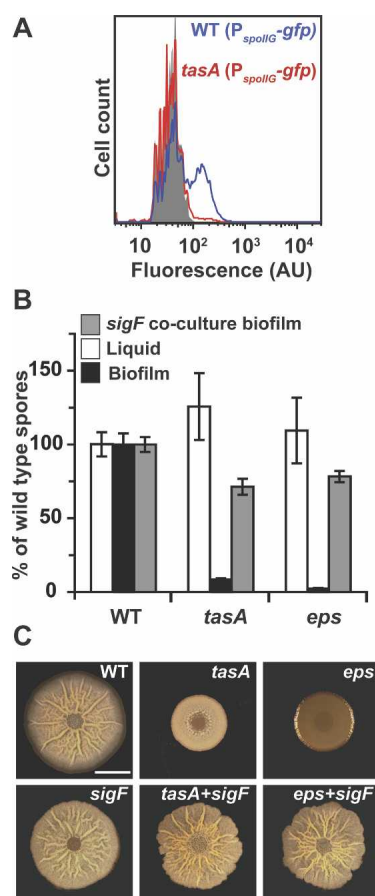 A
WT (PspoIIG-gfp)
tasA (PspoIIG-gfp)
Cell count
10 10² 10³ 10⁴
Fluorescence (AU)
B
sigF co-culture biofilm
Liquid
Biofilm
% of wild type spores
150
100
50
0
WT tasA eps
C
WT tasA eps
sigF tasA+sigF eps+sigF